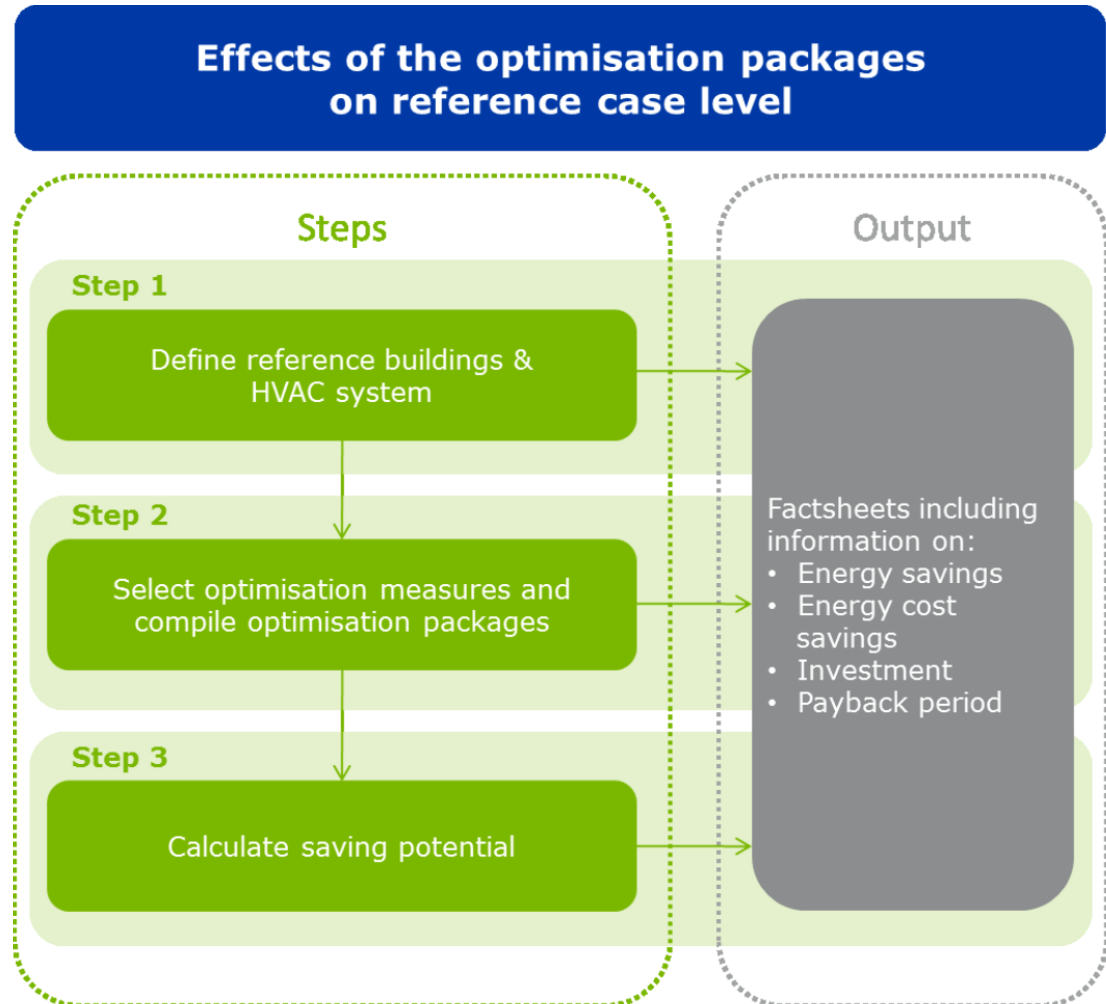 Effects of the optimisation packages
on reference case level
Steps
Output
Step 1
Define reference buildings &
HVAC system
Step 2
Select optimisation measures and
compile optimisation packages
Step 3
Calculate saving potential
Factsheets including
information on:
• Energy savings
• Energy cost
savings
• Investment
• Payback period